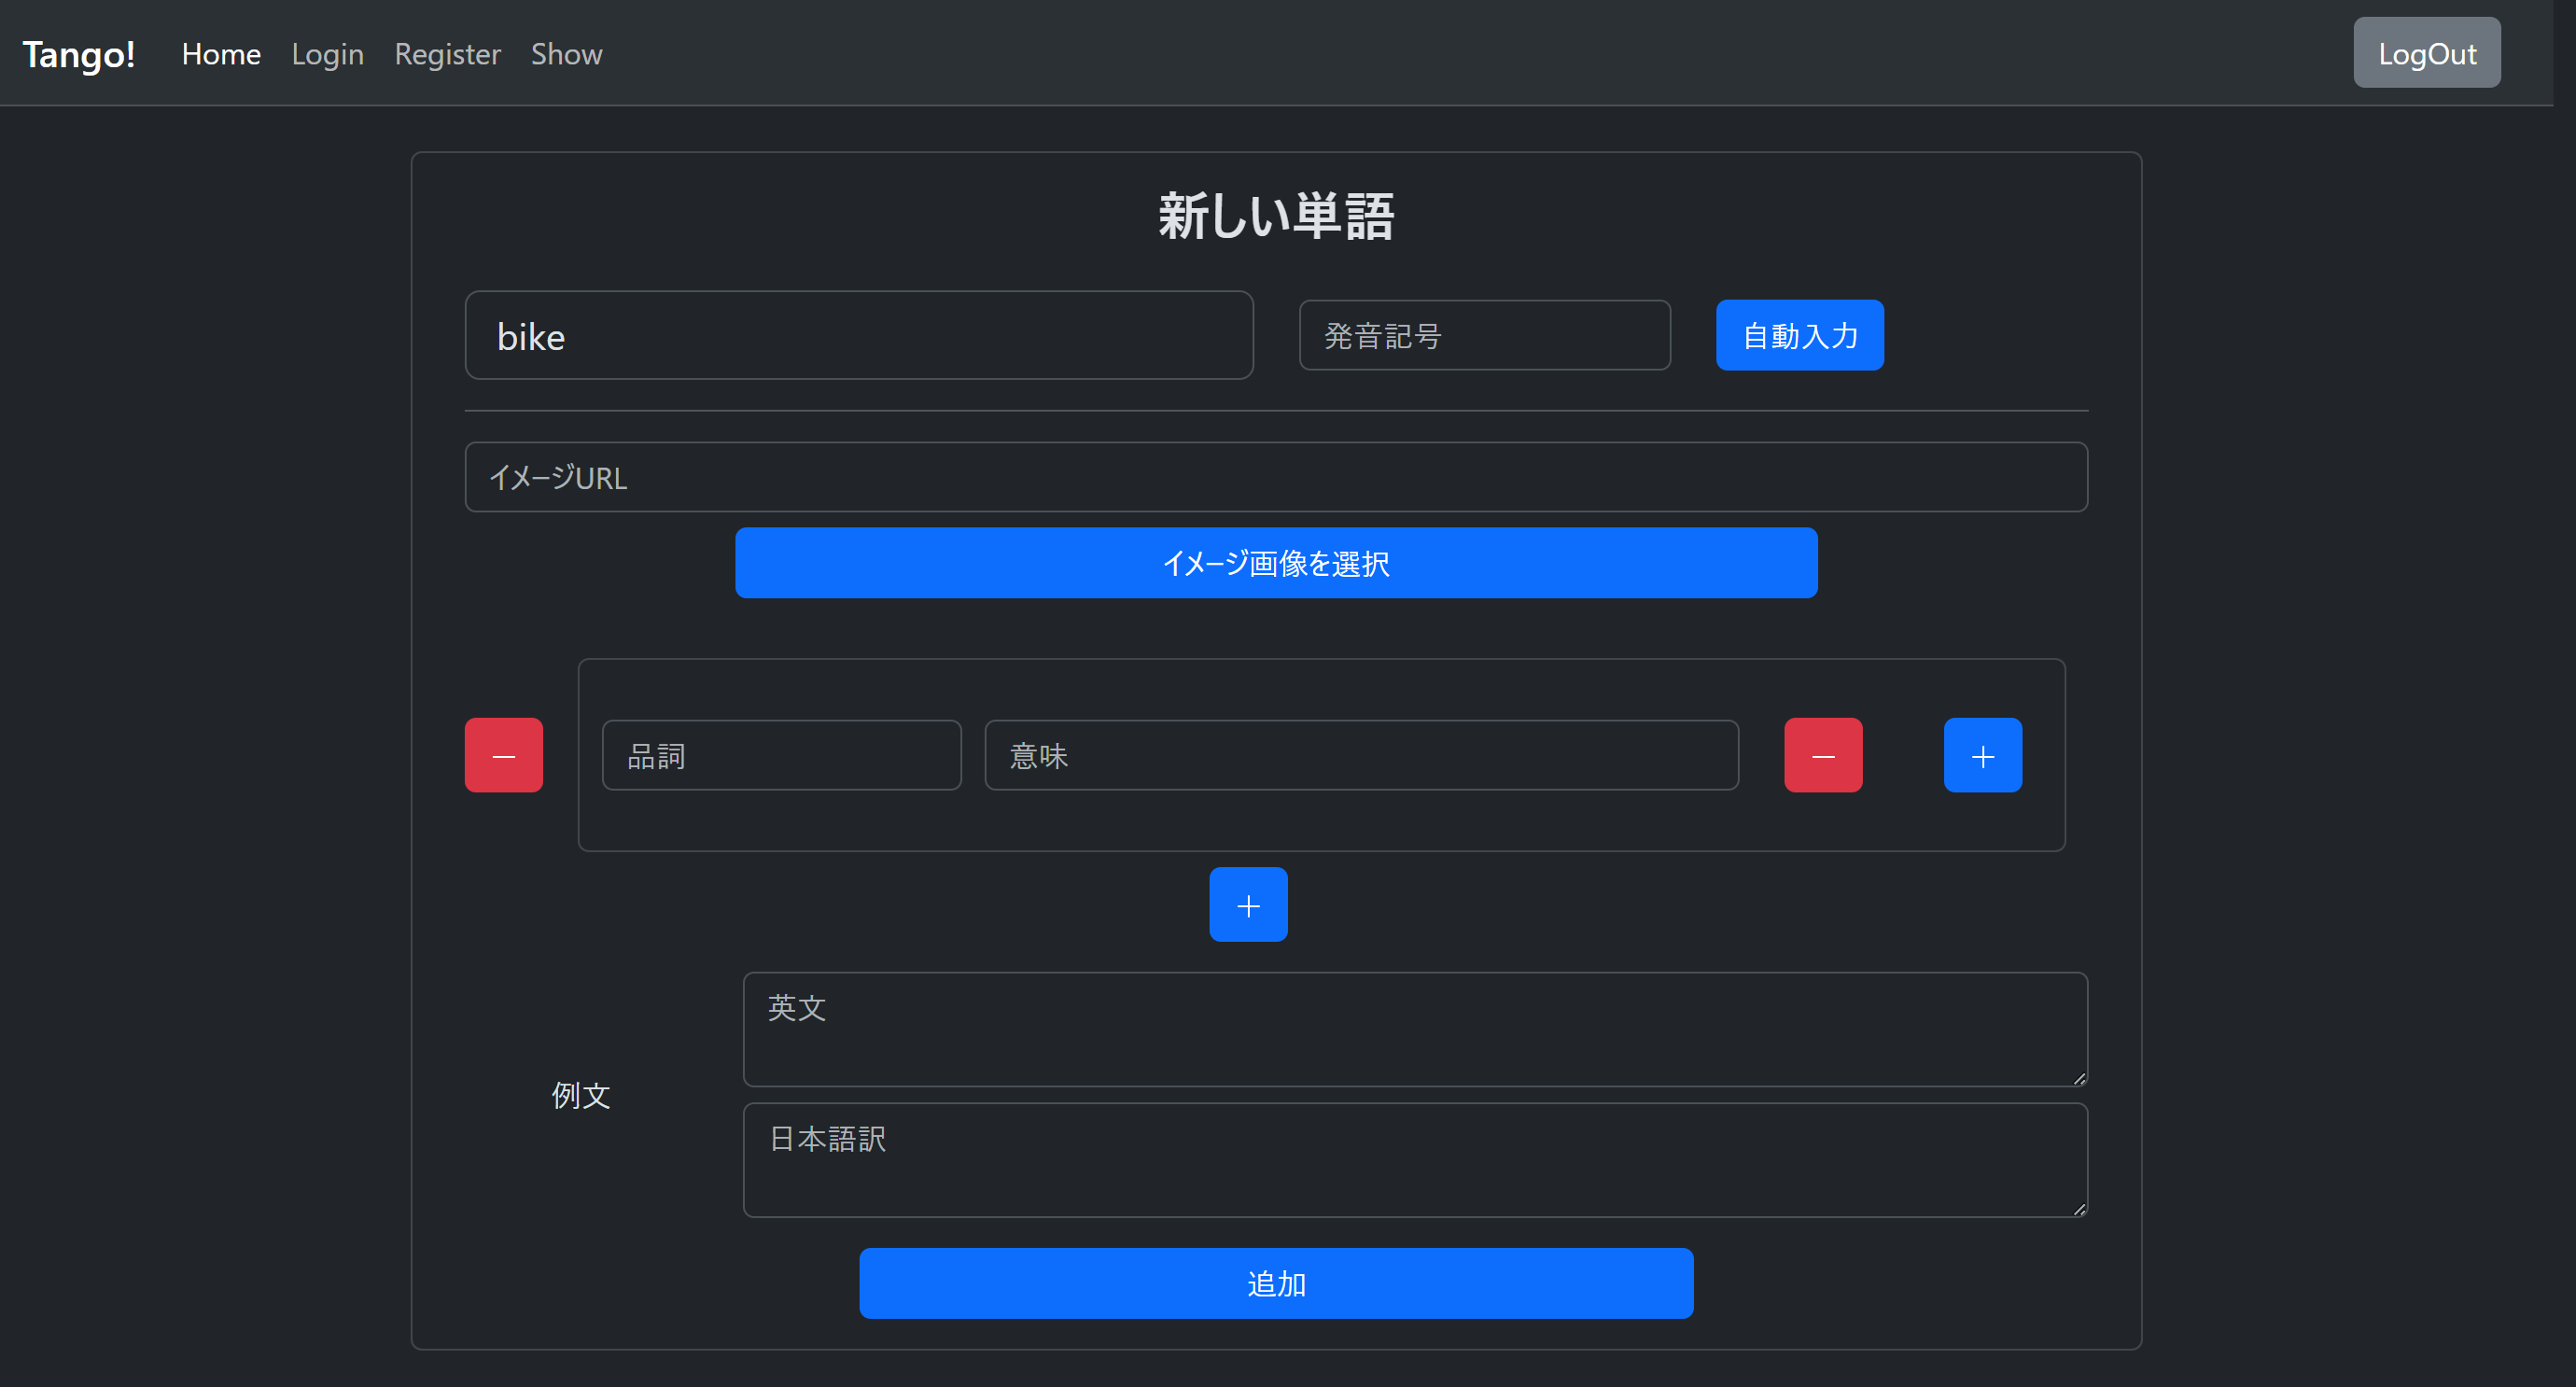 Tango! Home Login Register Show LogOut
新しい単語
bike 発音記号 自動入力
イメージURL
イメージ画像を選択
− 品詞 意味 − +
+
英文
例文
日本語訳
追加